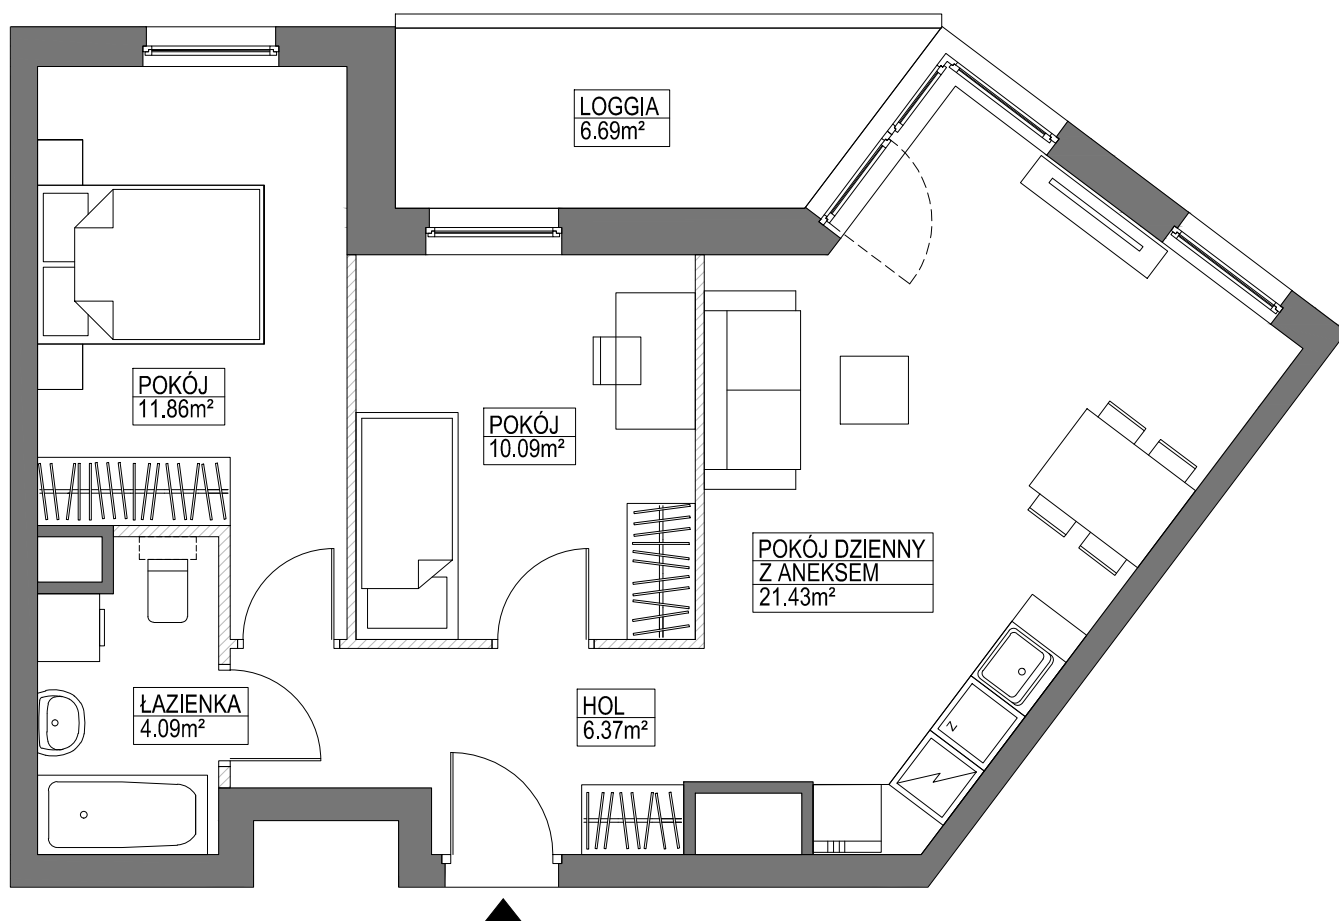 LOGGIA
6.69m²
POKÓJ
11.86m²
POKÓJ
10.09m²
POKÓJ DZIENNY
Z ANEKSEM
21.43m²
ŁAZIENKA
4.09m²
HOL
6.37m²
Z